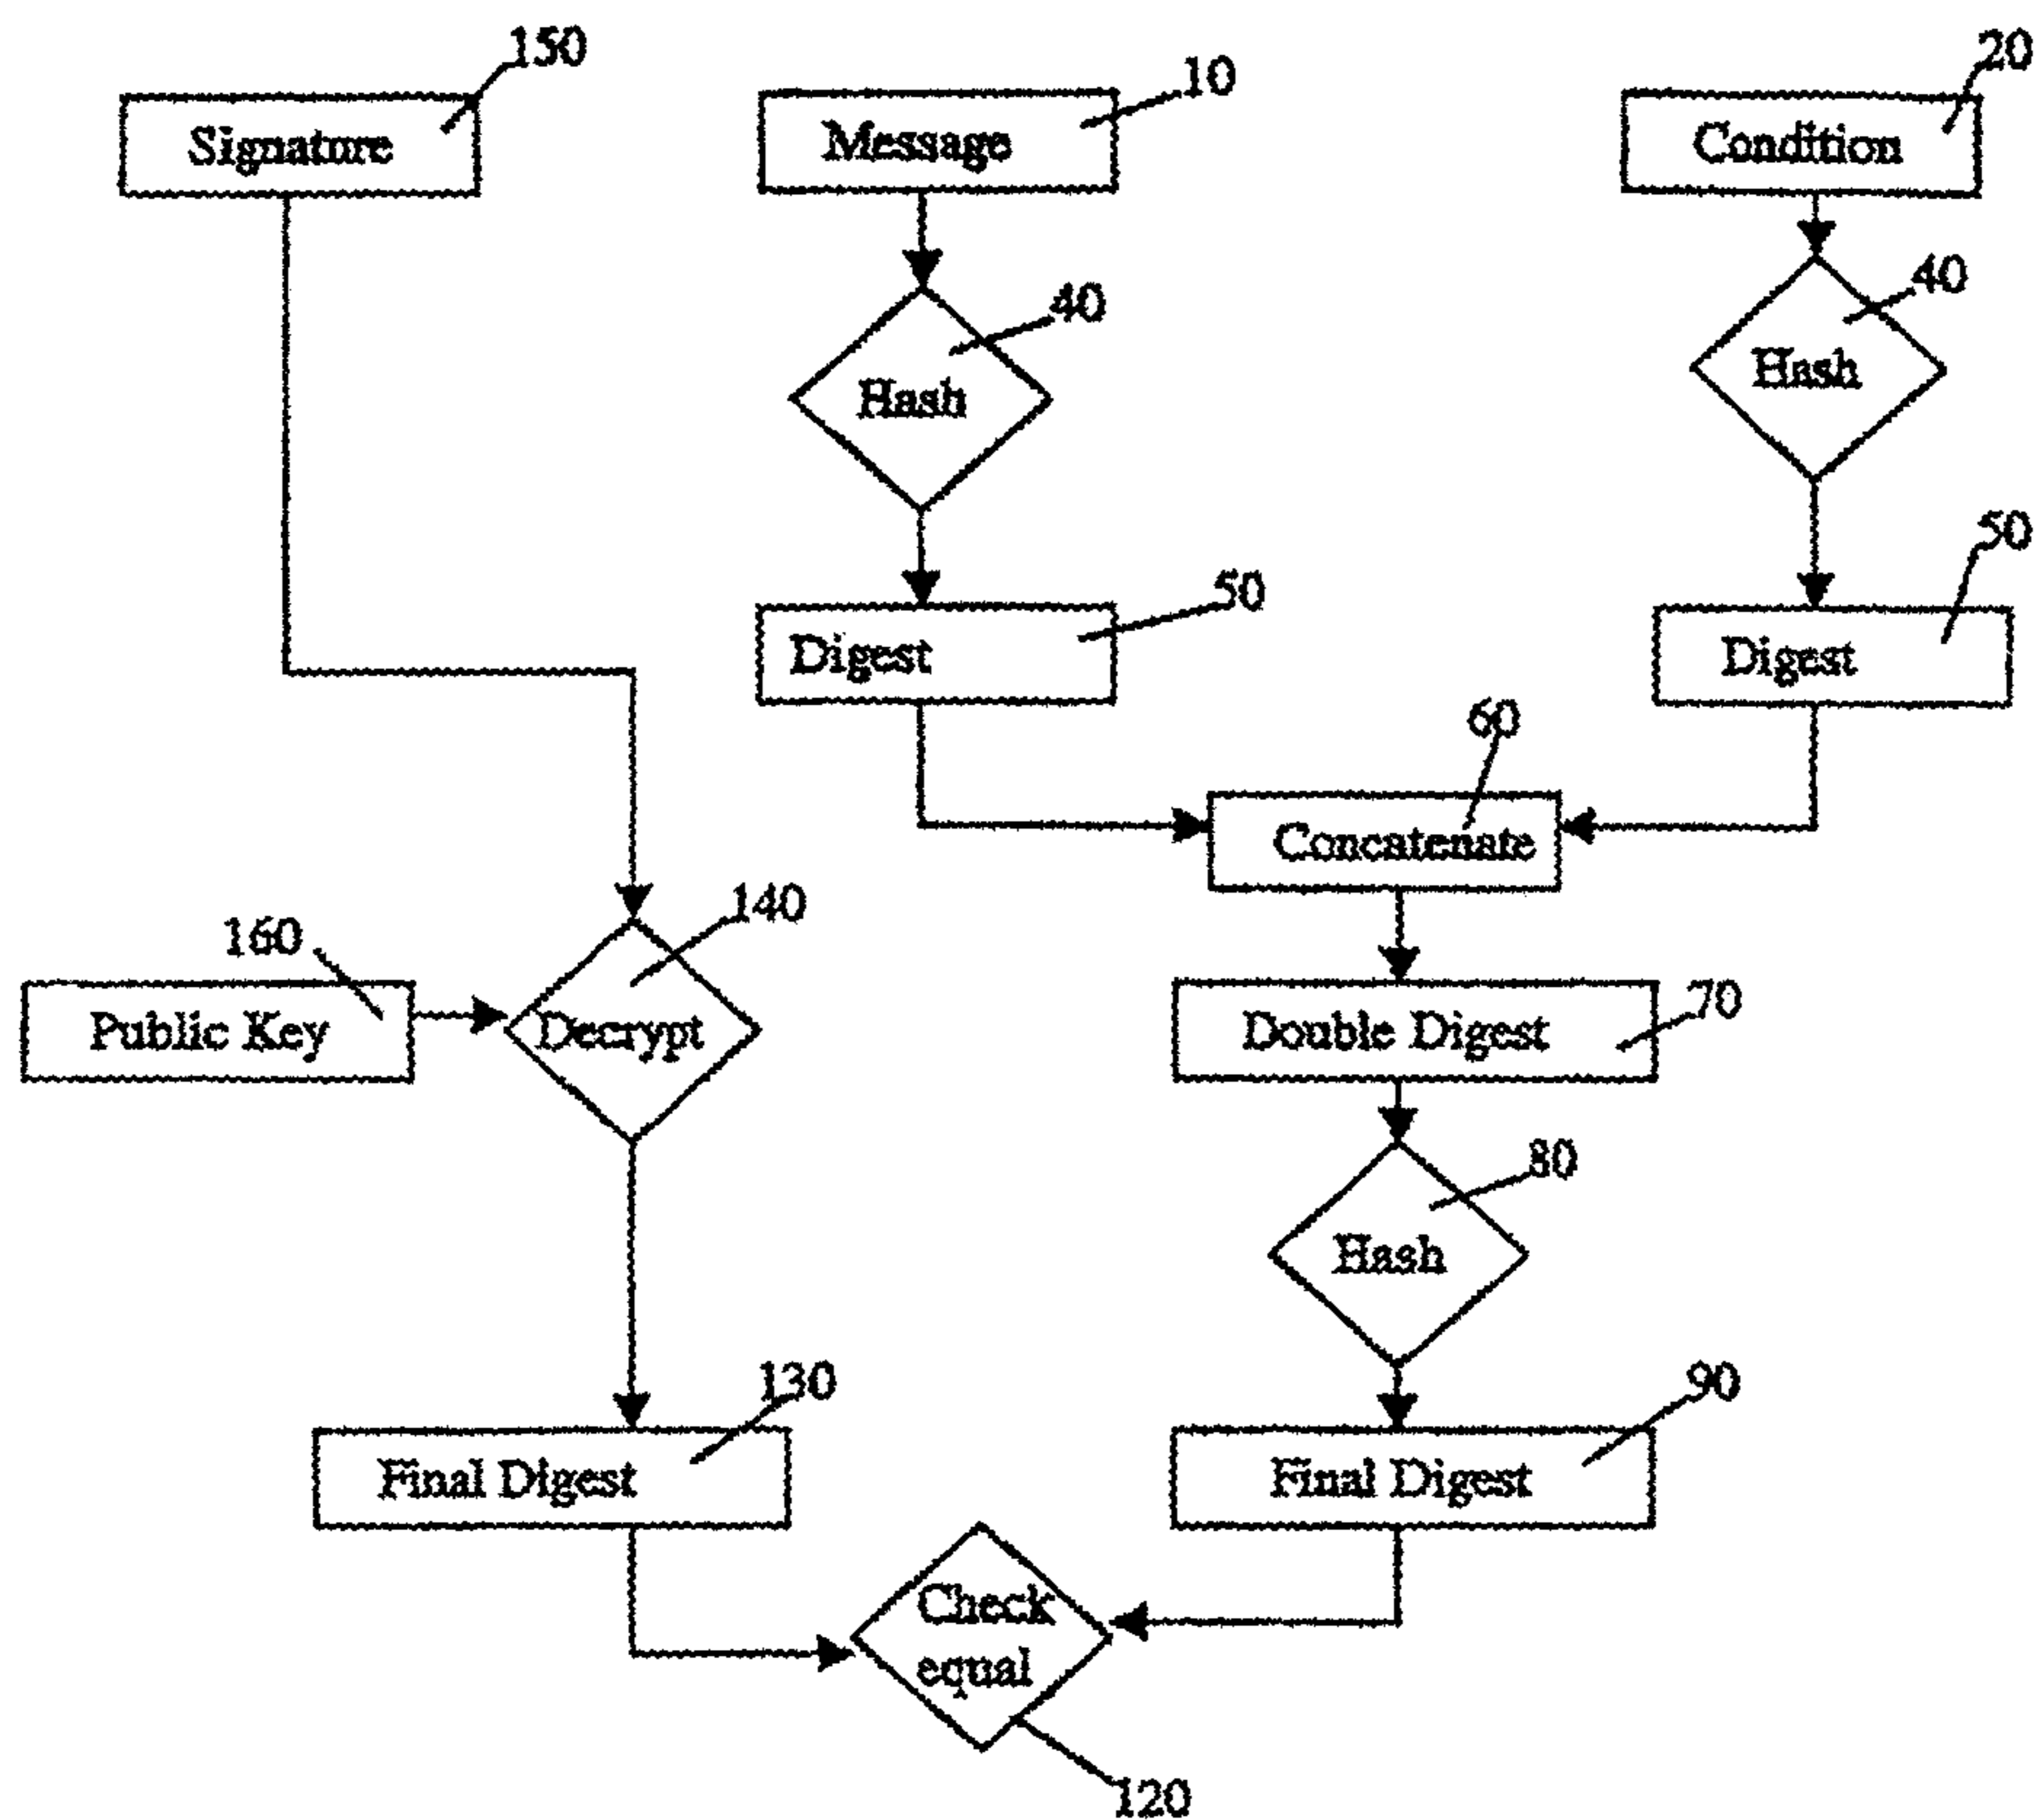 150
10
20
Signature
Message
Condition
40
40
Hash
Hash
50
50
Digest
Digest
60
Concatenate
140
160
Public Key
Decrypt
70
Double Digest
80
Hash
130
90
Final Digest
Final Digest
Check
equal
120